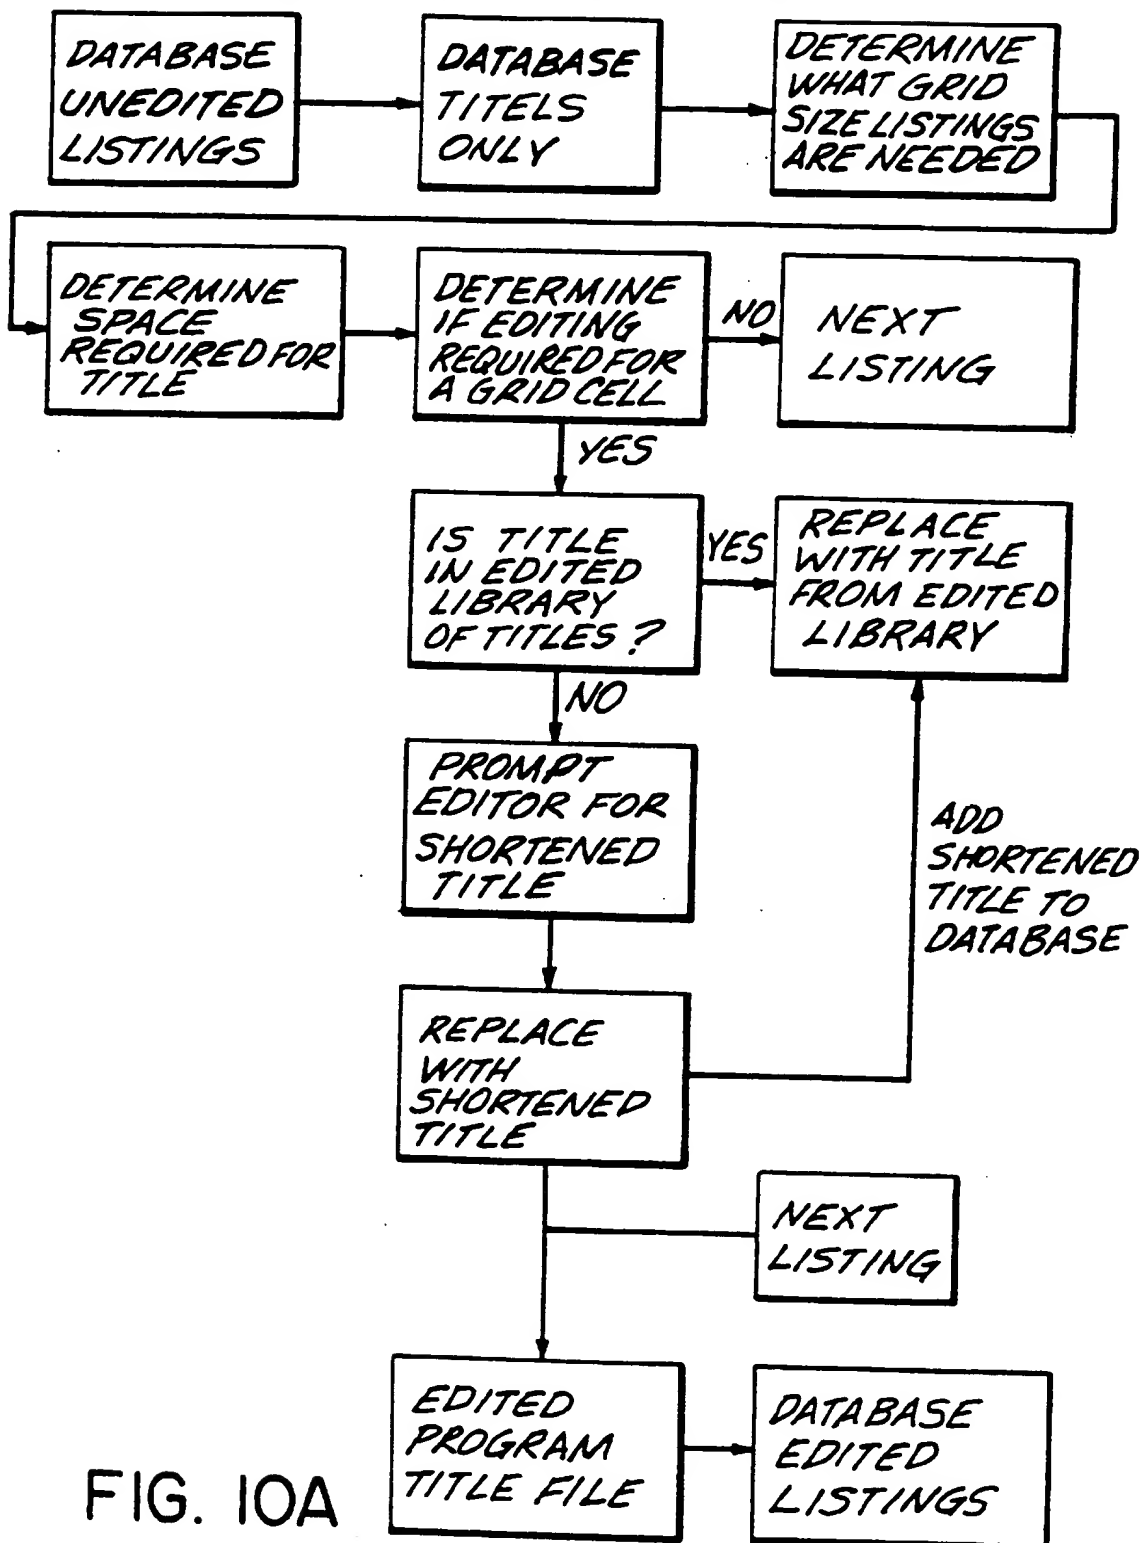 DATABASE
UNEDITED
LISTINGS
DATABASE
TITELS
ONLY
DETERMINE
WHAT GRID
SIZE LISTINGS
ARE NEEDED
DETERMINE
SPACE
REQUIRED FOR
TITLE
DETERMINE
IF EDITING
REQUIRED FOR
A GRID CELL
NO
NEXT
LISTING
YES
IS TITLE
IN EDITED
LIBRARY
OF TITLES?
YES
REPLACE
WITH TITLE
FROM EDITED
LIBRARY
NO
PROMPT
EDITOR FOR
SHORTENED
TITLE
ADD
SHORTENED
TITLE TO
DATABASE
REPLACE
WITH
SHORTENED
TITLE
NEXT
LISTING
EDITED
PROGRAM
TITLE FILE
DATABASE
EDITED
LISTINGS
FIG. 10A